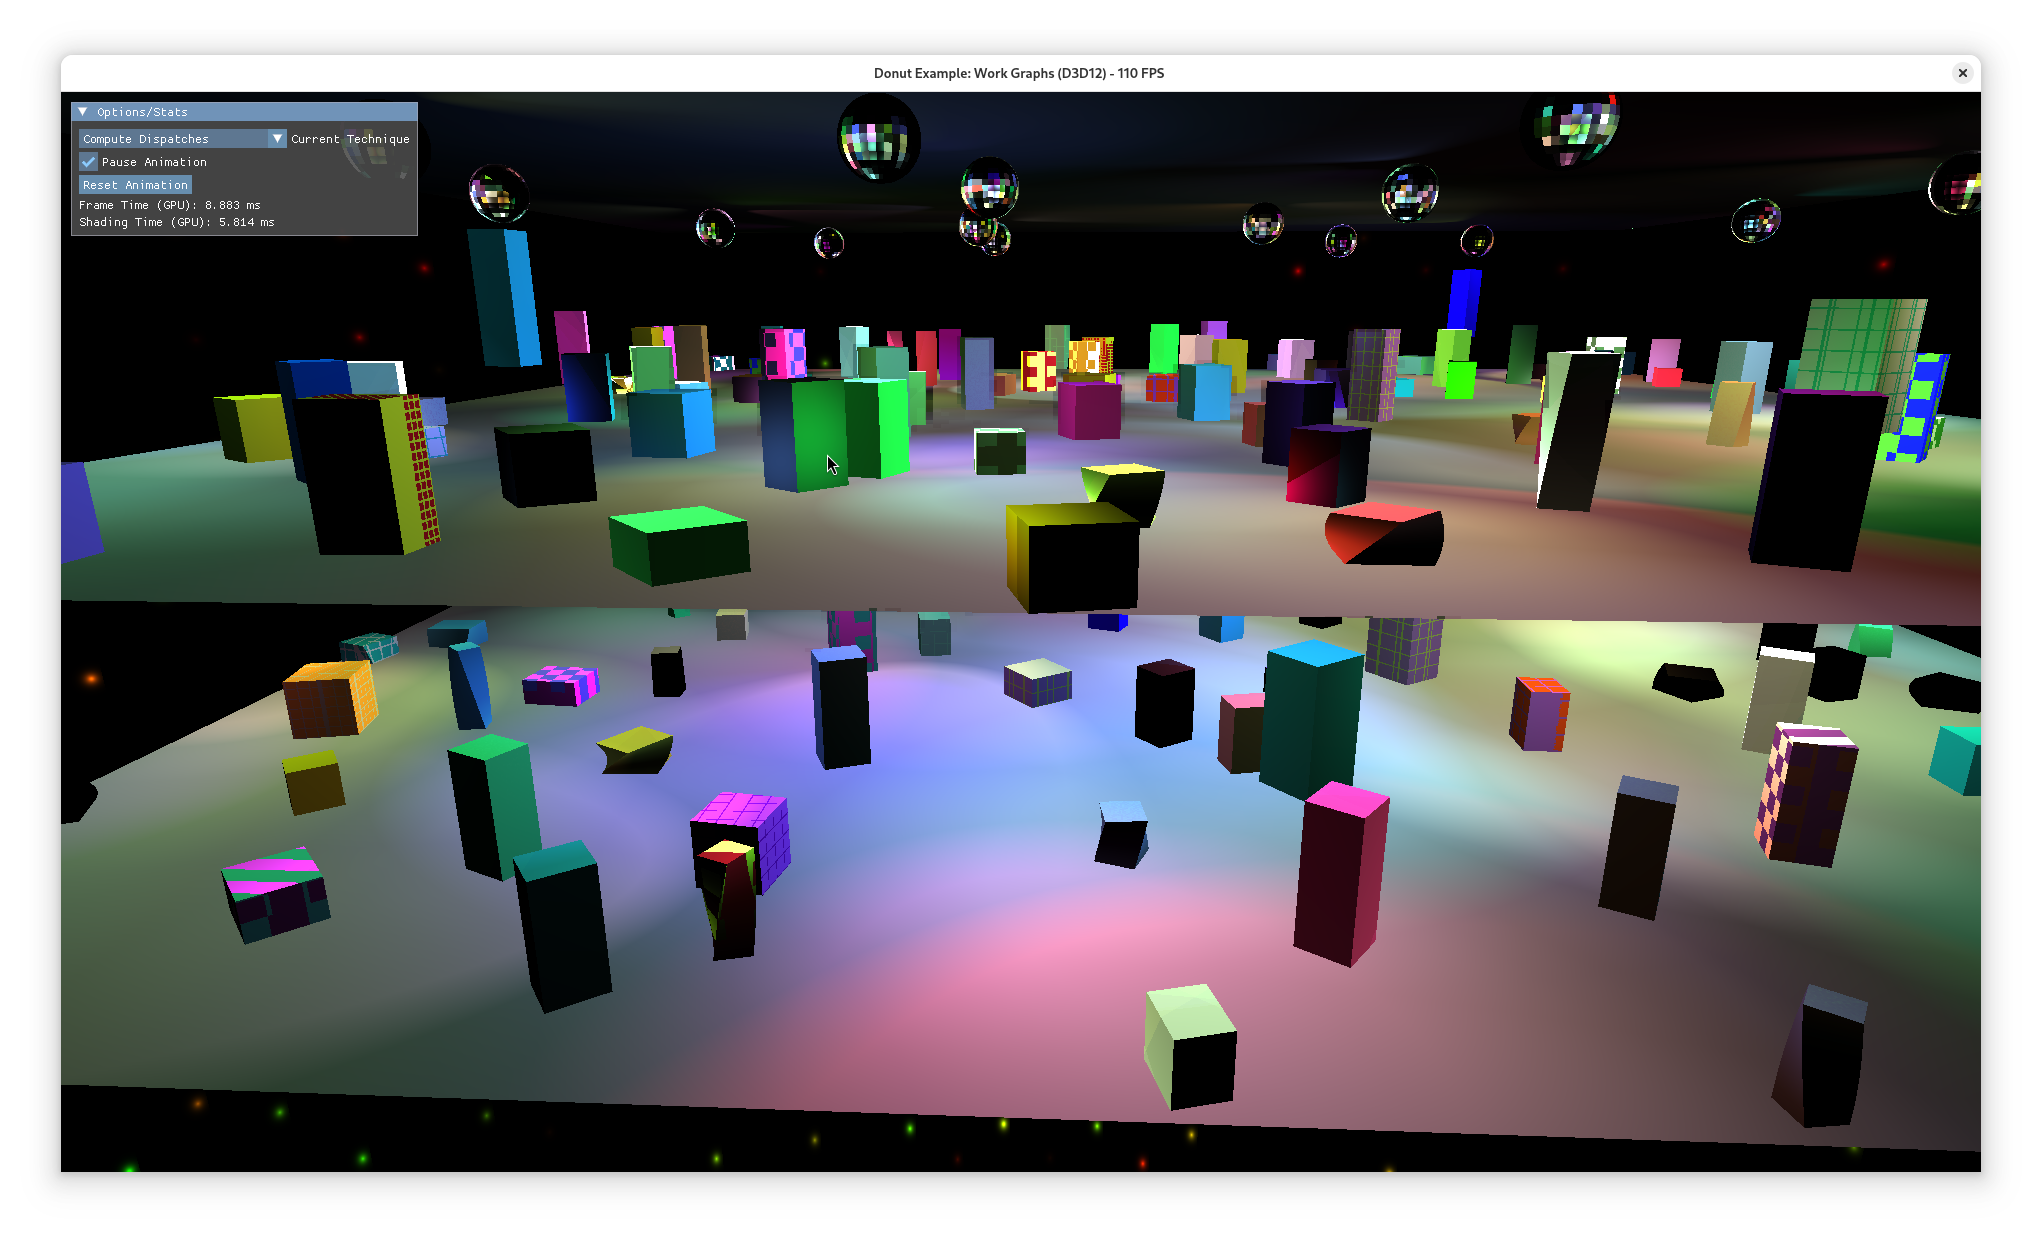 Donut Example: Work Graphs (D3D12) - 110 FPS
Options/Stats
Compute Dispatches Current Technique
Pause Animation
Reset Animation
Frame Time (GPU): 8.883 ms
Shading Time (GPU): 5.814 ms